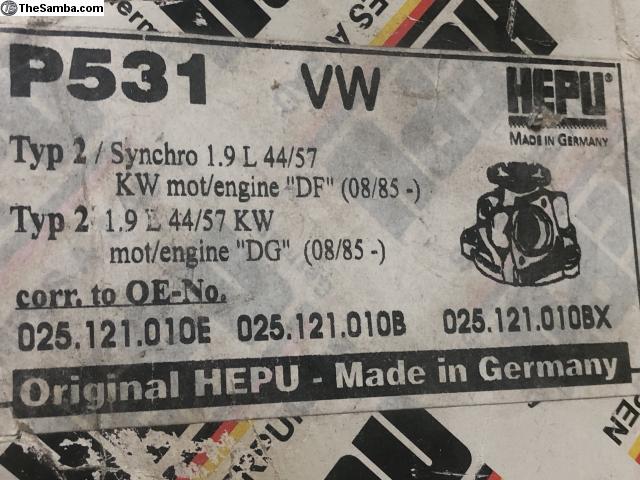 TheSamba.com
P531 VW HEPU®
MADE IN GERMANY
Typ 2 / Synchro 1.9 L 44/57
KW mot/engine "DF" (08/85 -)
Typ 2 1.9 L 44/57 KW
mot/engine "DG" (08/85 -)
corr. to OE-No.
025.121.010E 025.121.010B 025.121.010BX
Original HEPU - Made in Germany